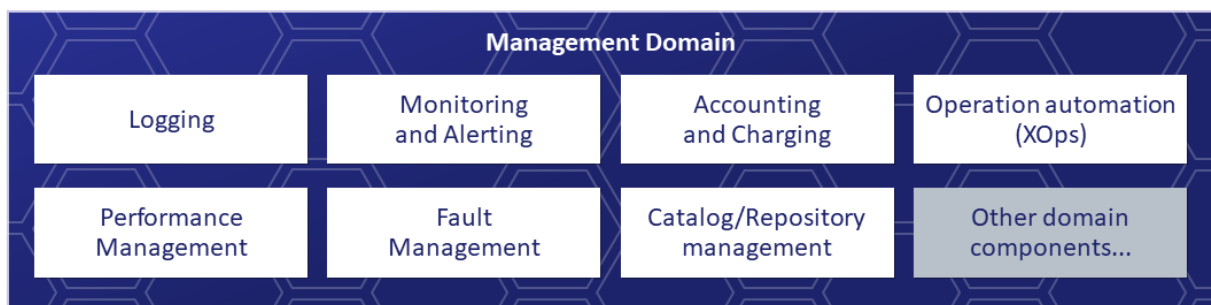 Management Domain
Logging
Monitoring
and Alerting
Accounting
and Charging
Operation automation
(XOps)
Performance
Management
Fault
Management
Catalog/Repository
management
Other domain
components...